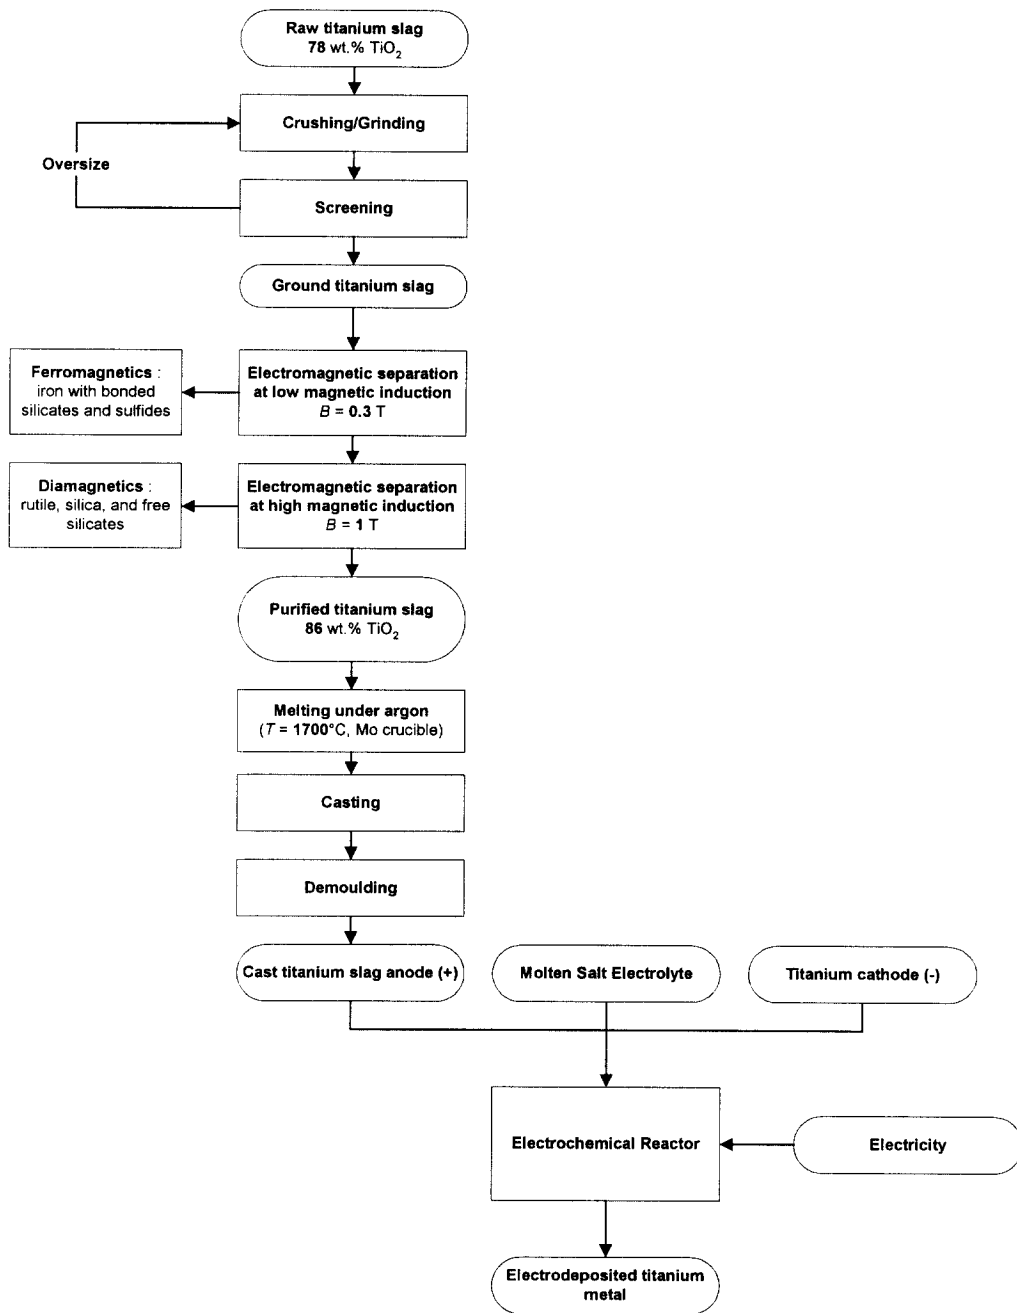 Raw titanium slag
78 wt.% TiO₂
Crushing/Grinding
Oversize
Screening
Ground titanium slag
Ferromagnetics :
iron with bonded
silicates and sulfides
Electromagnetic separation
at low magnetic induction
B = 0.3 T
Diamagnetics :
rutile, silica, and free
silicates
Electromagnetic separation
at high magnetic induction
B = 1 T
Purified titanium slag
86 wt.% TiO₂
Melting under argon
(T = 1700°C, Mo crucible)
Casting
Demoulding
Cast titanium slag anode (+)
Molten Salt Electrolyte
Titanium cathode (-)
Electrochemical Reactor
Electricity
Electrodeposited titanium
metal